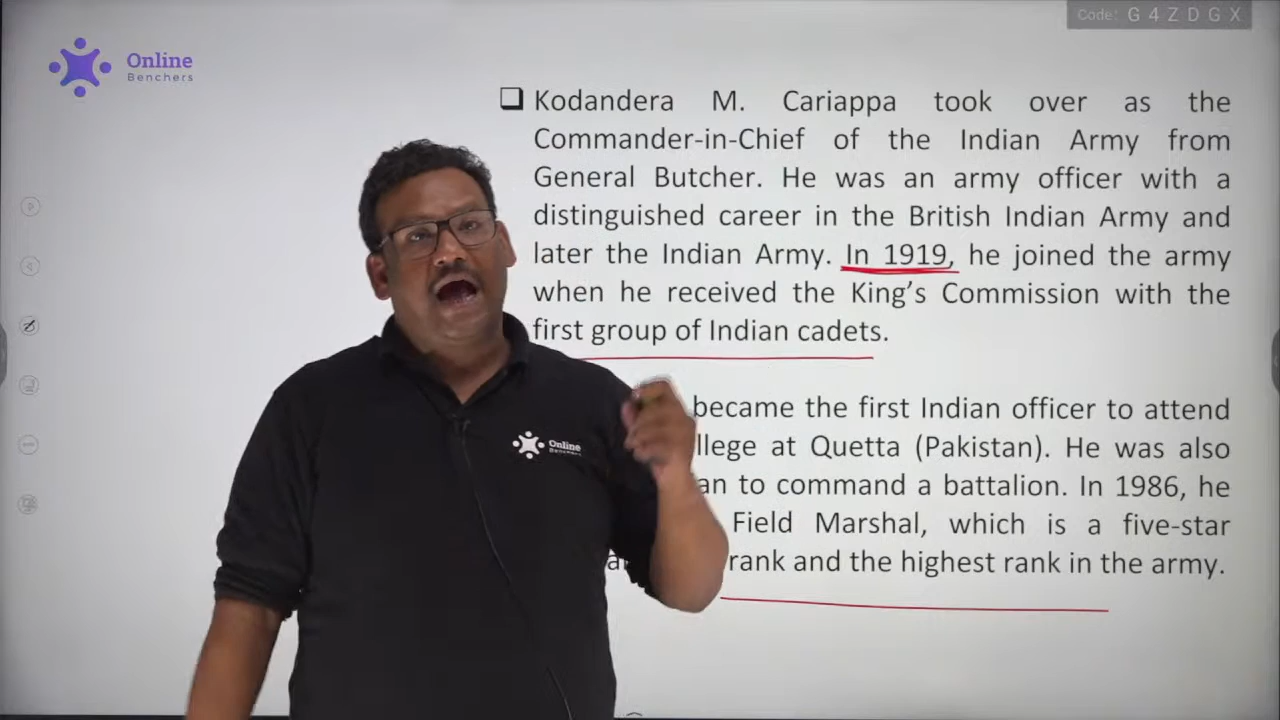 Code: G 4 Z D G X
Online
Benchers
Kodandera M. Cariappa took over as the
Commander-in-Chief of the Indian Army from
General Butcher. He was an army officer with a
distinguished career in the British Indian Army and
later the Indian Army. In 1919, he joined the army
when he received the King’s Commission with the
first group of Indian cadets.
became the first Indian officer to attend
llege at Quetta (Pakistan). He was also
an to command a battalion. In 1986, he
Field Marshal, which is a five-star
rank and the highest rank in the army.
Online
Benchers